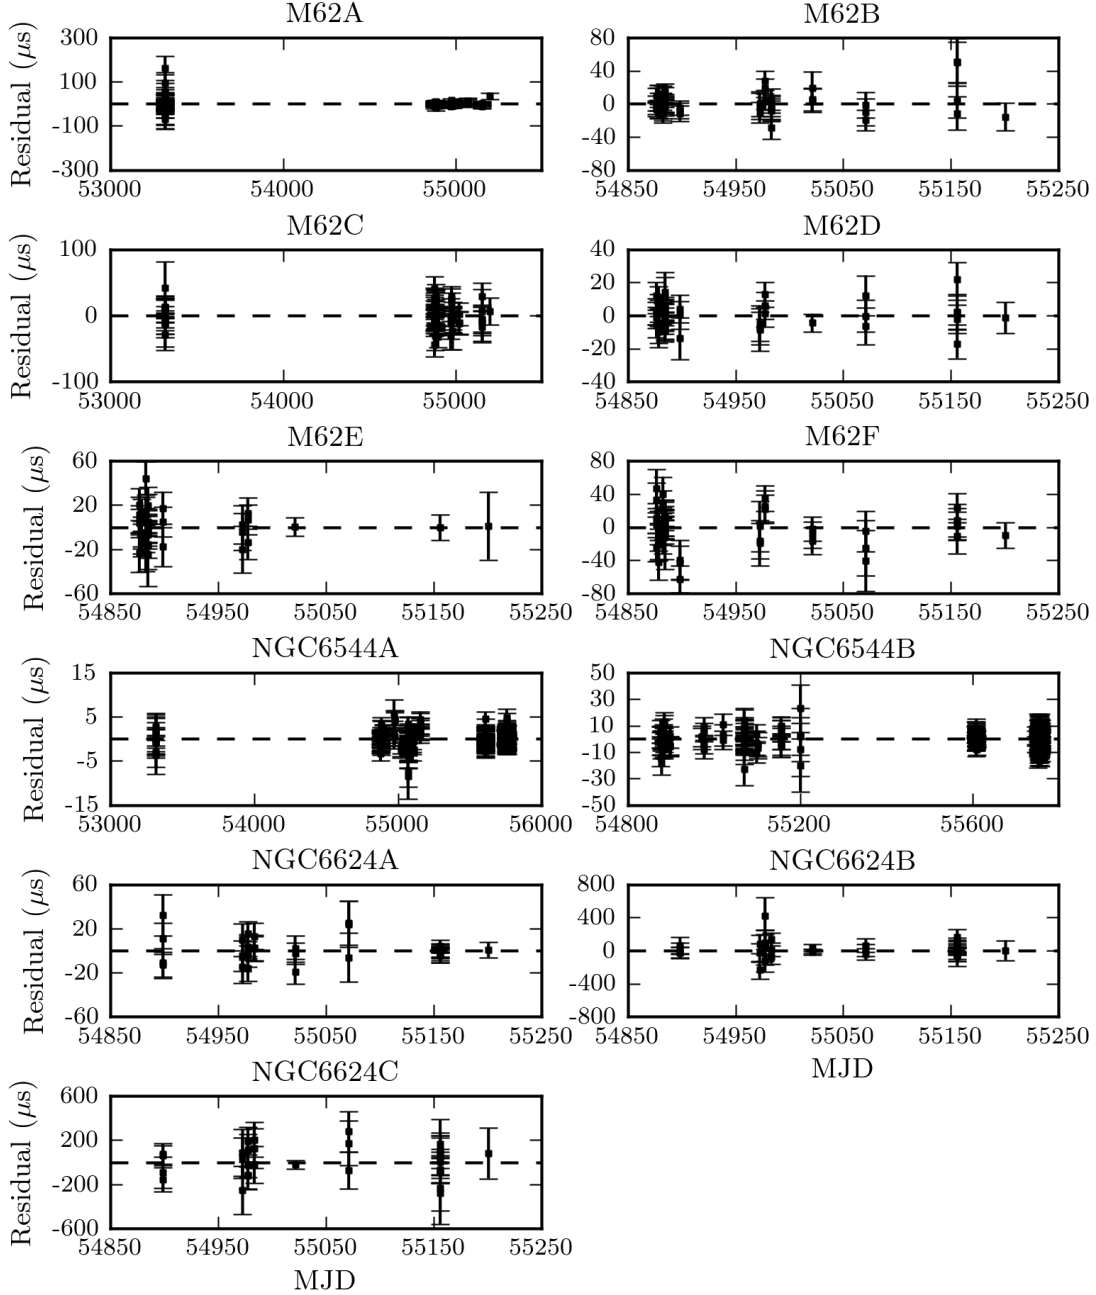 M62A M62B
Residual (μs) 300 100 0 -100 -300 80 40 0 -40 -80
53000 54000 55000 54850 54950 55050 55150 55250
M62C M62D
Residual (μs) 100 0 -100 40 20 0 -20 -40
53000 54000 55000 54850 54950 55050 55150 55250
M62E M62F
Residual (μs) 60 20 0 -20 -60 80 40 0 -40 -80
54850 54950 55050 55150 55250 54850 54950 55050 55150 55250
NGC6544A NGC6544B
Residual (μs) 15 5 0 -5 -15 50 30 10 0 -10 -30 -50
53000 54000 55000 56000 54800 55200 55600
NGC6624A NGC6624B
Residual (μs) 60 20 0 -20 -60 800 400 0 -400 -800
54850 54950 55050 55150 55250 54850 54950 55050 55150 55250
NGC6624C MJD
Residual (μs) 600 200 0 -200 -600
54850 54950 55050 55150 55250
MJD